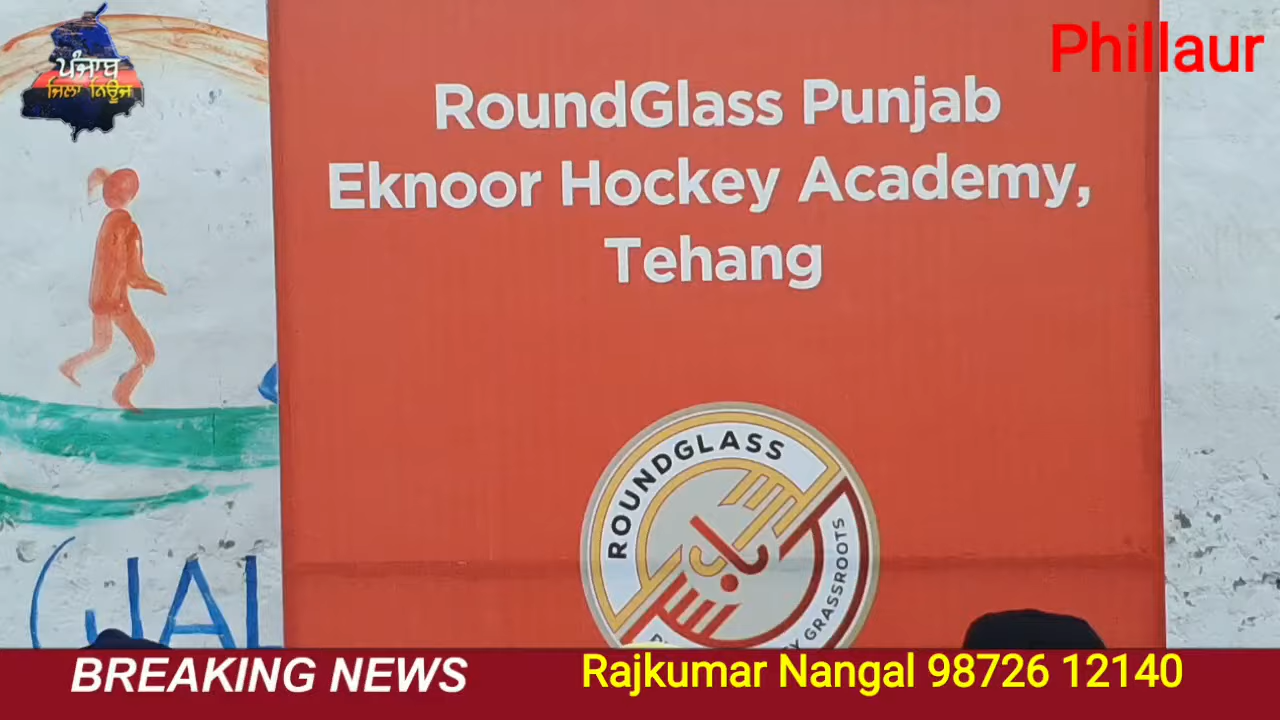 ਪੰਜਾਬ
ਜਿਲਾ ਨਿਊਜ਼
Phillaur
RoundGlass Punjab
Eknoor Hockey Academy,
Tehang
ROUNDGLASS
GRASSROOTS
BREAKING NEWS
Rajkumar Nangal 98726 12140